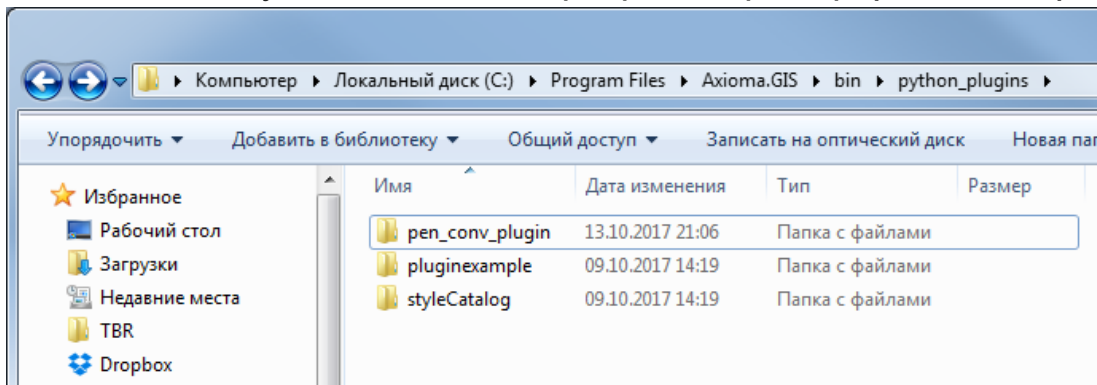 Компьютер ▸ Локальный диск (C:) ▸ Program Files ▸ Axioma.GIS ▸ bin ▸ python_plugins ▸
Упорядочить ▾ Добавить в библиотеку ▾ Общий доступ ▾ Записать на оптический диск Новая пап
Избранное
Рабочий стол
Загрузки
Недавние места
TBR
Dropbox
Имя Дата изменения Тип Размер
pen_conv_plugin 13.10.2017 21:06 Папка с файлами
pluginexample 09.10.2017 14:19 Папка с файлами
styleCatalog 09.10.2017 14:19 Папка с файлами